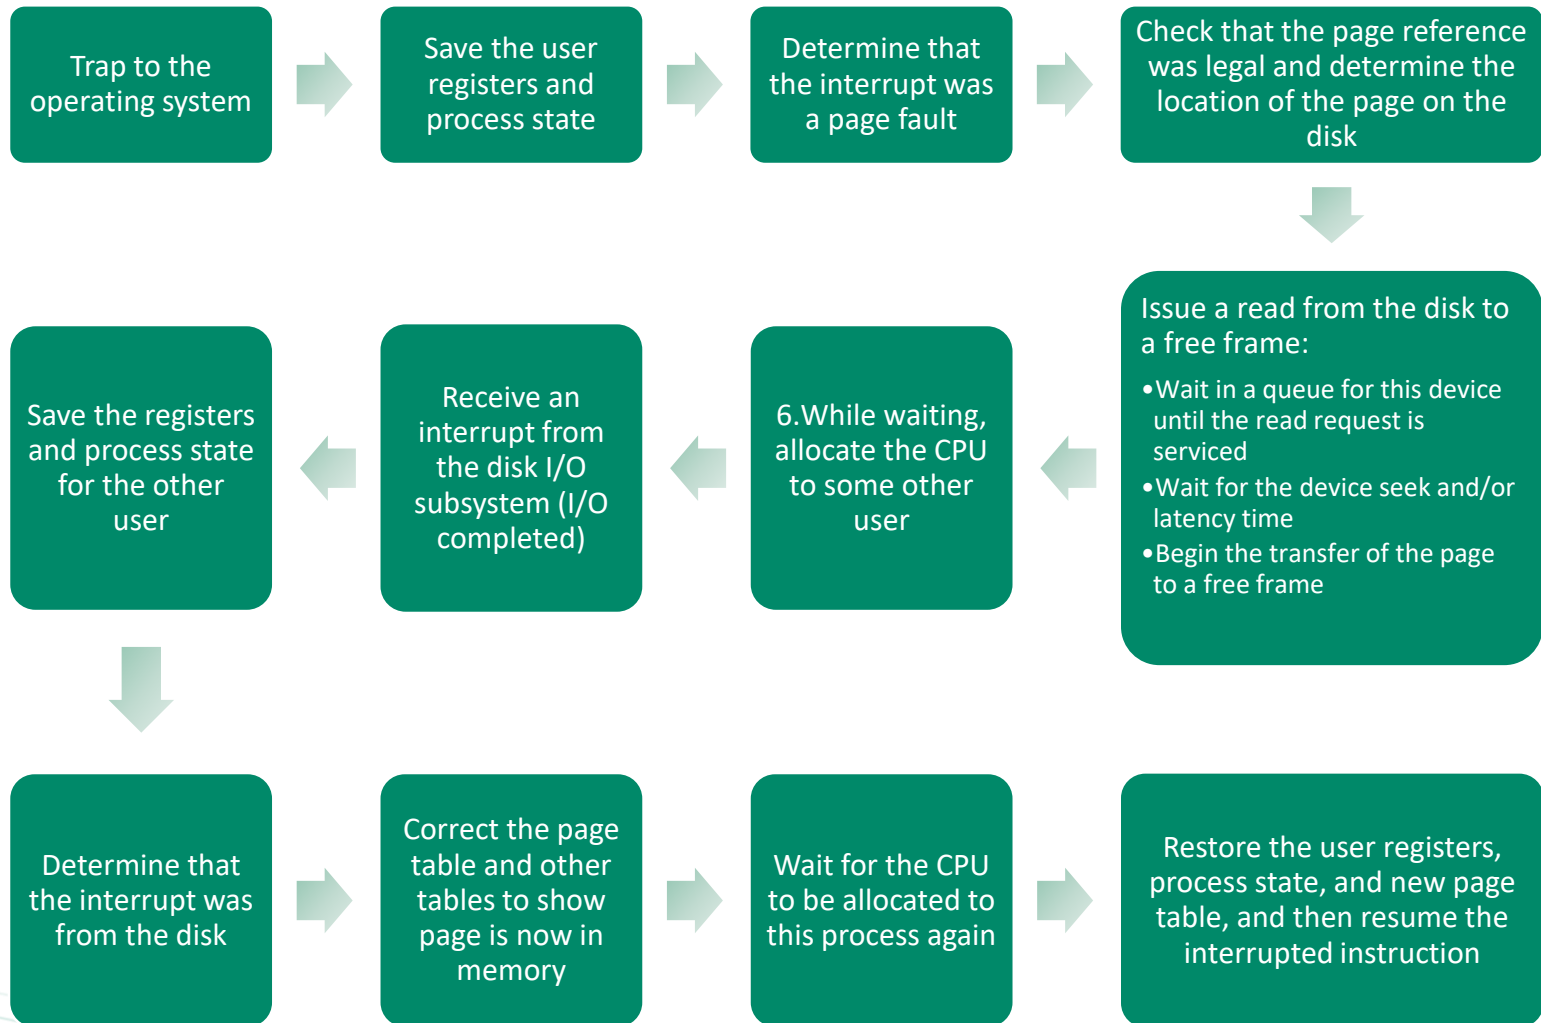 Trap to the
operating system
Save the user
registers and
process state
Determine that
the interrupt was
a page fault
Check that the page reference
was legal and determine the
location of the page on the
disk
Issue a read from the disk to
a free frame:
•Wait in a queue for this device
until the read request is
serviced
•Wait for the device seek and/or
latency time
•Begin the transfer of the page
to a free frame
6.While waiting,
allocate the CPU
to some other
user
Receive an
interrupt from
the disk I/O
subsystem (I/O
completed)
Save the registers
and process state
for the other
user
Determine that
the interrupt was
from the disk
Correct the page
table and other
tables to show
page is now in
memory
Wait for the CPU
to be allocated to
this process again
Restore the user registers,
process state, and new page
table, and then resume the
interrupted instruction